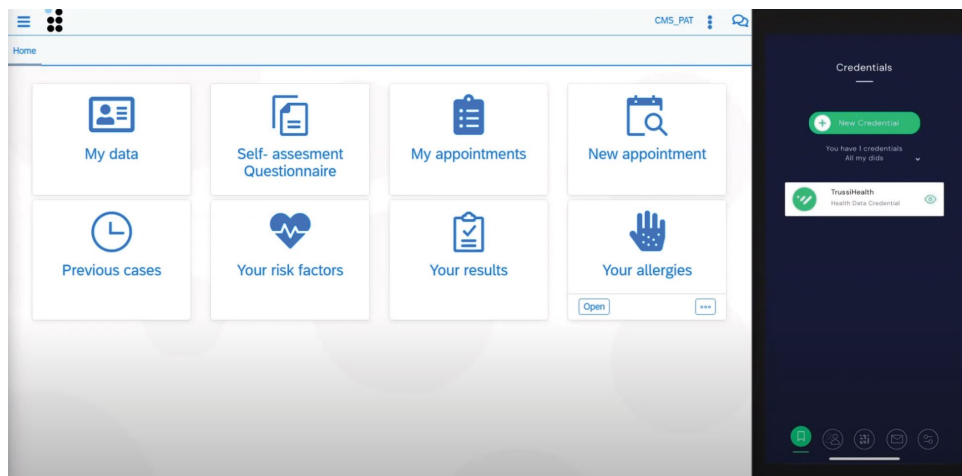 CMS_PAT
Home
My data
Self- assesment
Questionnaire
My appointments
New appointment
Previous cases
Your risk factors
Your results
Your allergies
Open
Credentials
New Credential
You have 1 credentials
All my dids
TrussiHealth
Health Data Credential